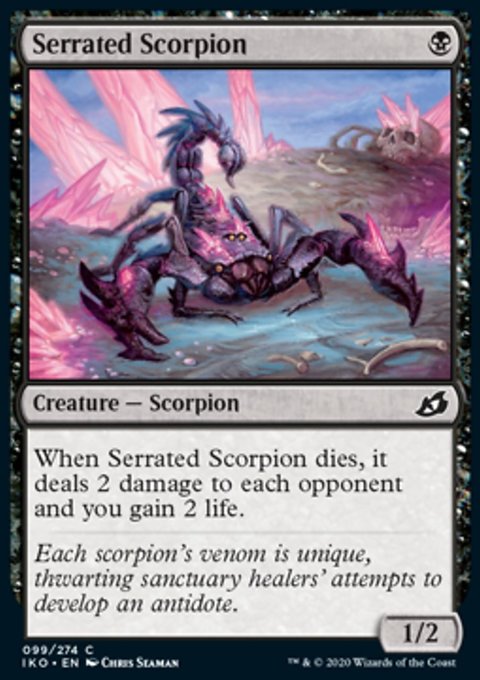 Serrated Scorpion
Creature — Scorpion
When Serrated Scorpion dies, it
deals 2 damage to each opponent
and you gain 2 life.
Each scorpion's venom is unique,
thwarting sanctuary healers' attempts to
develop an antidote.
1/2
099/274 C
IKO • EN Chris Seaman
™ & © 2020 Wizards of the Coast